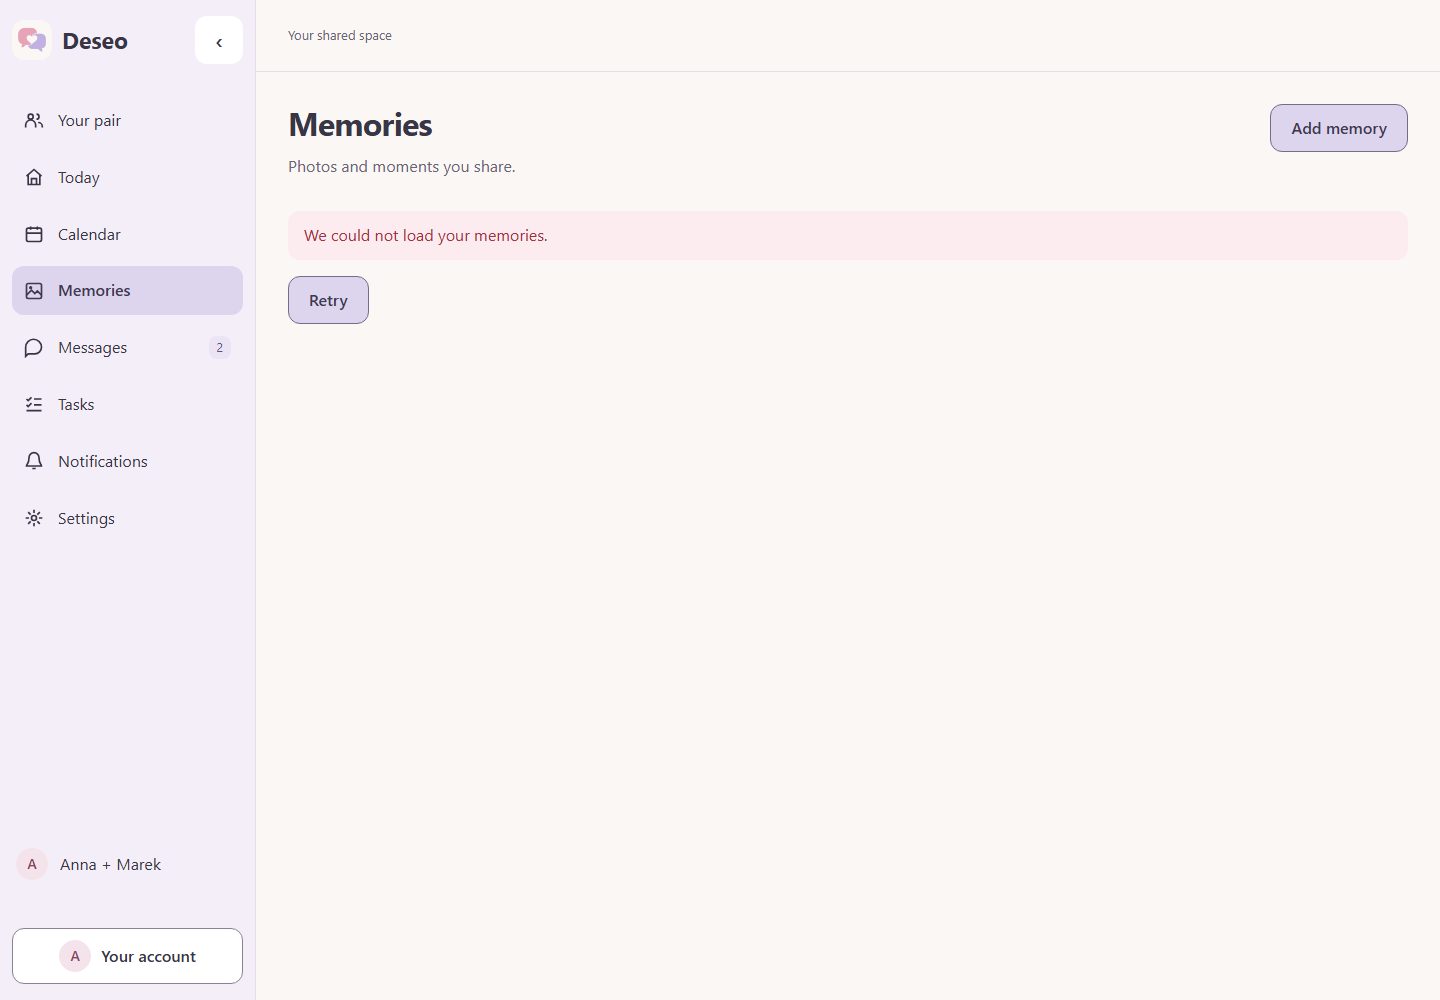 Deseo
‹
Your pair
Today
Calendar
Memories
Messages 2
Tasks
Notifications
Settings
A Anna + Marek
A Your account
Your shared space
Memories
Add memory
Photos and moments you share.
We could not load your memories.
Retry